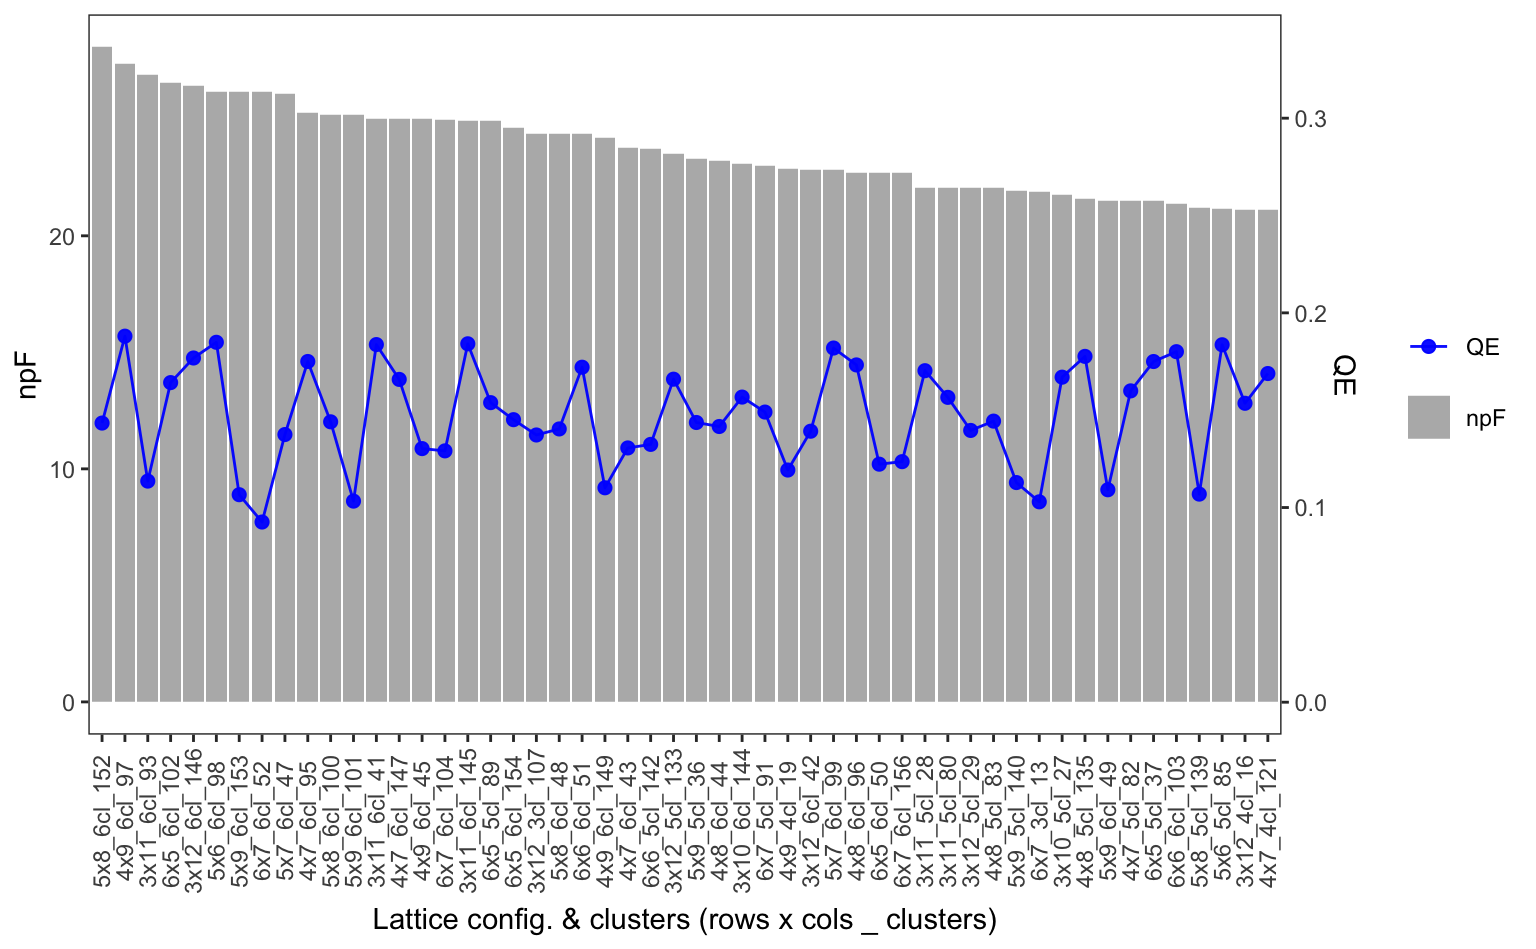 npF
20
10
0
0.3
0.2
0.1
0.0
QE
QE
npF
5x8_6cl_152
4x9_6cl_97
3x11_6cl_93
6x5_6cl_102
3x12_6cl_146
5x6_6cl_98
5x9_6cl_153
6x7_6cl_52
5x7_6cl_47
4x7_6cl_95
5x8_6cl_100
5x9_6cl_101
3x11_6cl_41
4x7_6cl_147
4x9_6cl_45
6x7_6cl_104
3x11_6cl_145
6x5_5cl_89
6x5_6cl_154
3x12_3cl_107
5x8_6cl_48
6x6_6cl_51
4x9_6cl_149
4x7_6cl_43
6x6_5cl_142
3x12_5cl_133
5x9_5cl_36
4x8_6cl_44
3x10_6cl_144
6x7_5cl_91
4x9_4cl_19
3x12_6cl_42
5x7_6cl_99
4x8_6cl_96
6x5_6cl_50
6x7_6cl_156
3x11_5cl_28
3x11_5cl_80
3x12_5cl_29
4x8_5cl_83
5x9_5cl_140
6x7_3cl_13
3x10_5cl_27
4x8_5cl_135
5x9_6cl_49
4x7_5cl_82
6x5_5cl_37
6x6_6cl_103
5x8_5cl_139
5x6_5cl_85
3x12_4cl_16
4x7_4cl_121
Lattice config. & clusters (rows x cols _ clusters)